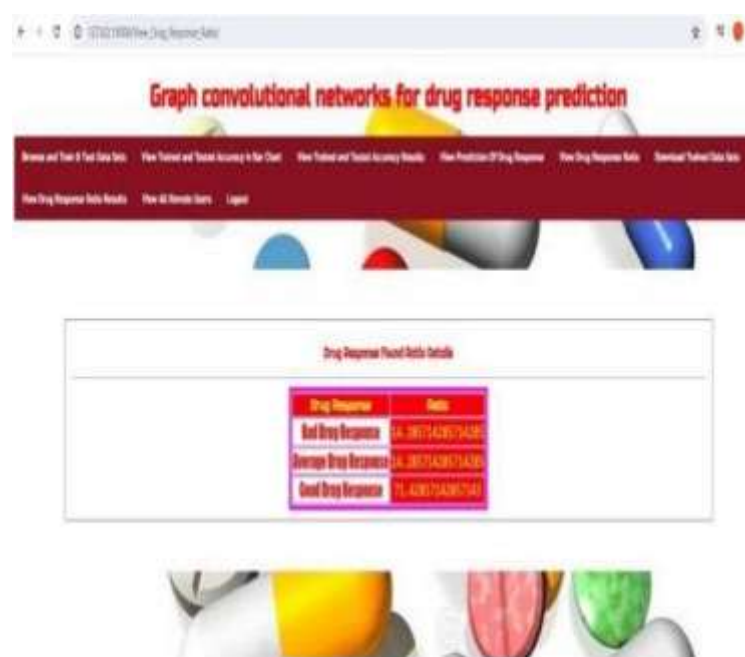 Graph convolutional networks for drug response prediction
Browse and Train & Test Data Sets View Trained and Tested Accuracy in Bar Chart View Trained and Tested Accuracy Results View Prediction Of Drug Response View Drug Response Ratio Download Trained Data Sets
View Drug Response Ratio Results View All Remote Users Logout
Drug Response Found Ratio Details
Drug Response Ratio
Bad Drug Response 14.285714285714285
Average Drug Response 14.285714285714285
Good Drug Response 71.42857142857143